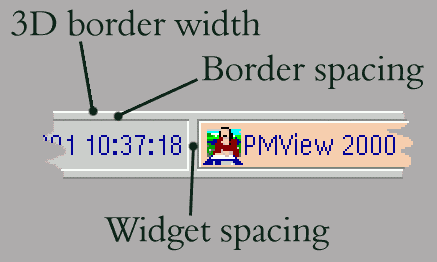 3D border width
Border spacing
10:37:18 PMView 2000
Widget spacing